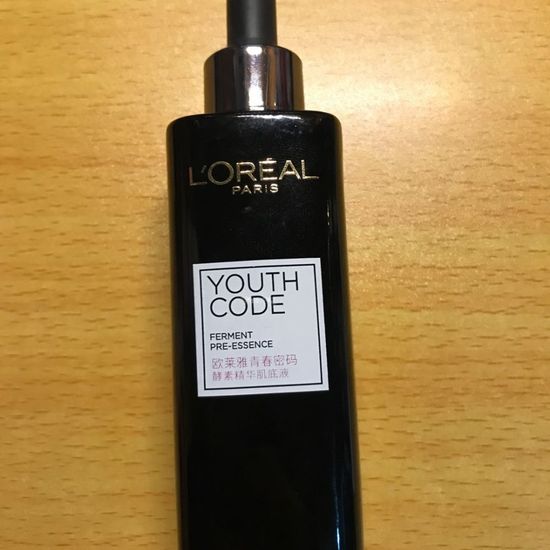 L'ORÉAL
PARIS
YOUTH
CODE
FERMENT
PRE-ESSENCE
欧莱雅青春密码
酵素精华肌底液